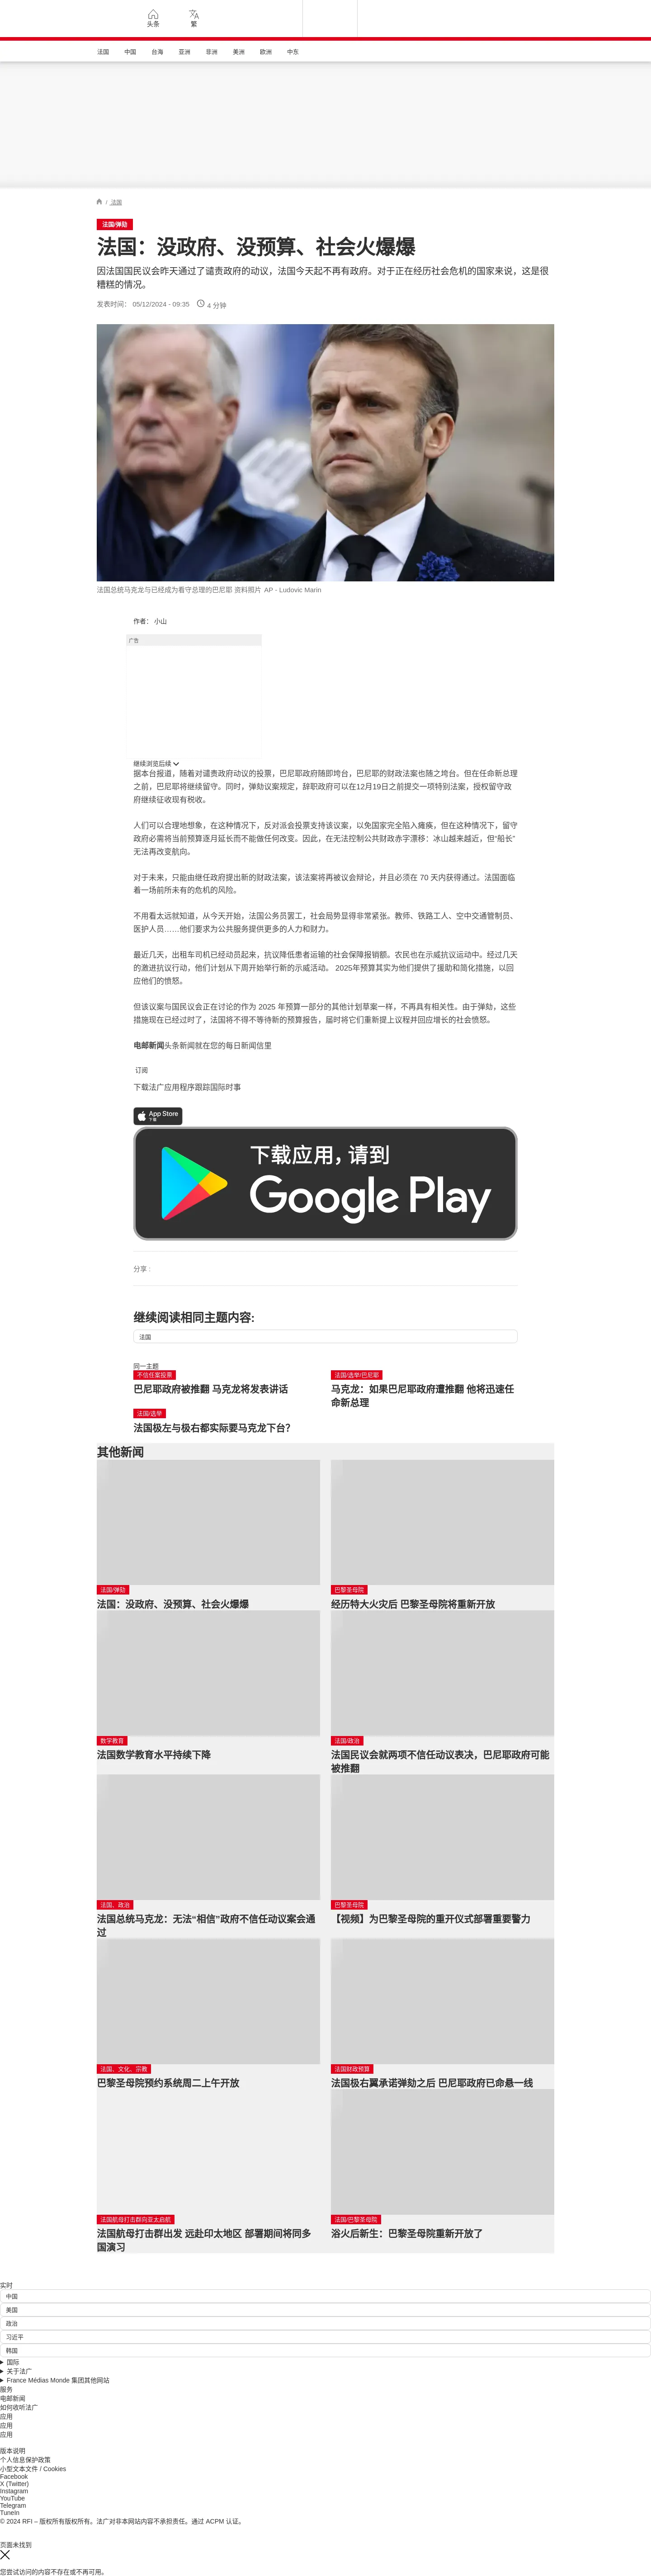 头条
繁
法国
中国
台海
亚洲
非洲
美洲
欧洲
中东
/ 法国
法国/弹劾
法国：没政府、没预算、社会火爆爆
因法国国民议会昨天通过了谴责政府的动议，法国今天起不再有政府。对于正在经历社会危机的国家来说，这是很
糟糕的情况。
发表时间： 05/12/2024 - 09:35
4 分钟
法国总统马克龙与已经成为看守总理的巴尼耶 资料照片 AP - Ludovic Marin
作者： 小山
广告
继续浏览后续
据本台报道，随着对谴责政府动议的投票，巴尼耶政府随即垮台，巴尼耶的财政法案也随之垮台。但在任命新总理
之前，巴尼耶将继续留守。同时，弹劾议案规定，辞职政府可以在12月19日之前提交一项特别法案，授权留守政
府继续征收现有税收。
人们可以合理地想象，在这种情况下，反对派会投票支持该议案，以免国家完全陷入瘫痪，但在这种情况下，留守
政府必需将当前预算逐月延长而不能做任何改变。因此，在无法控制公共财政赤字漂移：冰山越来越近，但“船长”
无法再改变航向。
对于未来，只能由继任政府提出新的财政法案，该法案将再被议会辩论，并且必须在 70 天内获得通过。法国面临
着一场前所未有的危机的风险。
不用看太远就知道，从今天开始，法国公务员罢工，社会局势显得非常紧张。教师、铁路工人、空中交通管制员、
医护人员……他们要求为公共服务提供更多的人力和财力。
最近几天，出租车司机已经动员起来，抗议降低患者运输的社会保障报销额。农民也在示威抗议运动中。经过几天
的激进抗议行动，他们计划从下周开始举行新的示威活动。 2025年预算其实为他们提供了援助和简化措施，以回
应他们的愤怒。
但该议案与国民议会正在讨论的作为 2025 年预算一部分的其他计划草案一样，不再具有相关性。由于弹劾，这些
措施现在已经过时了，法国将不得不等待新的预算报告，届时将它们重新提上议程并回应增长的社会愤怒。
电邮新闻头条新闻就在您的每日新闻信里
订阅
下载法广应用程序跟踪国际时事
App Store
下载
下载应用，请到
Google Play
分享 :
继续阅读相同主题内容:
法国
同一主题
不信任案投票
巴尼耶政府被推翻 马克龙将发表讲话
法国/选举/巴尼耶
马克龙：如果巴尼耶政府遭推翻 他将迅速任
命新总理
法国/选举
法国极左与极右都实际要马克龙下台？
其他新闻
法国/弹劾
法国：没政府、没预算、社会火爆爆
巴黎圣母院
经历特大火灾后 巴黎圣母院将重新开放
数学教育
法国数学教育水平持续下降
法国/政治
法国民议会就两项不信任动议表决，巴尼耶政府可能
被推翻
法国、政治
法国总统马克龙：无法“相信”政府不信任动议案会通
过
巴黎圣母院
【视频】为巴黎圣母院的重开仪式部署重要警力
法国、文化、宗教
巴黎圣母院预约系统周二上午开放
法国财政预算
法国极右翼承诺弹劾之后 巴尼耶政府已命悬一线
法国航母打击群向亚太启航
法国航母打击群出发 远赴印太地区 部署期间将同多
国演习
法国/巴黎圣母院
浴火后新生：巴黎圣母院重新开放了
实时
中国
美国
政治
习近平
韩国
国际
关于法广
France Médias Monde 集团其他网站
服务
电邮新闻
如何收听法广
应用
应用
应用
版本说明
个人信息保护政策
小型文本文件 / Cookies
Facebook
X (Twitter)
Instagram
YouTube
Telegram
TuneIn
© 2024 RFI – 版权所有版权所有。法广对非本网站内容不承担责任。通过 ACPM 认证。
页面未找到
您尝试访问的内容不存在或不再可用。